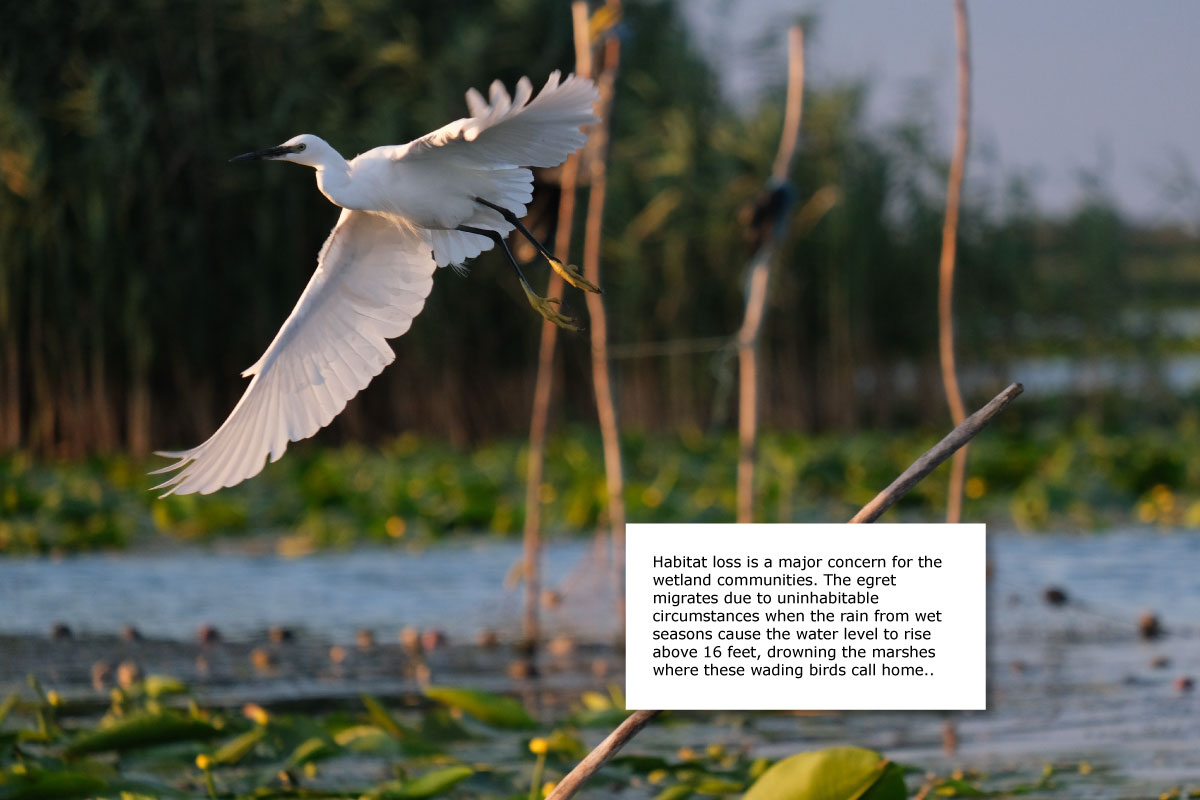 Habitat loss is a major concern for the
wetland communities. The egret
migrates due to uninhabitable
circumstances when the rain from wet
seasons cause the water level to rise
above 16 feet, drowning the marshes
where these wading birds call home..